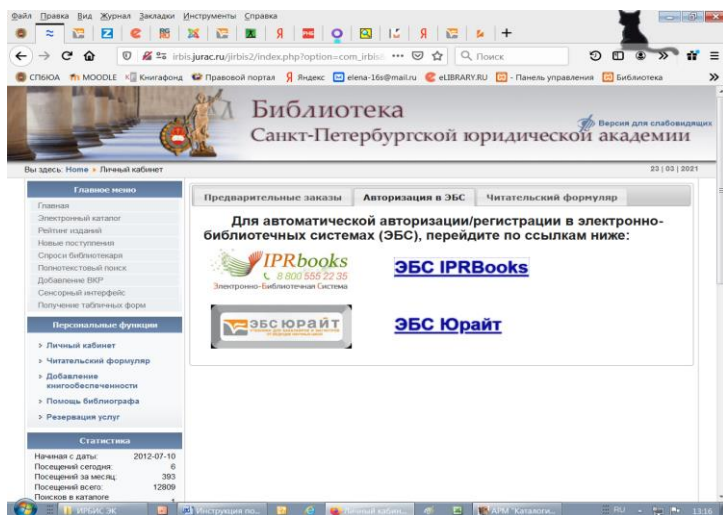 Файл Правка Вид Журнал Закладки Инструменты Справка
irbis.jurac.ru/jirbis2/index.php?option=com_irbis
Поиск
СПбЮА MOODLE Книгафонд Правовой портал Яндекс elena-16s@mail.ru eLIBRARY.RU - Панель управления Библиотека
Библиотека
Санкт-Петербургской юридической академии
Версия для слабовидящих
Вы здесь: Home Личный кабинет
23 | 03 | 2021
Главное меню
Главная
Электронный каталог
Рейтинг изданий
Новые поступления
Спроси библиотекаря
Полнотекстовый поиск
Добавление ВКР
Сенсорный интерфейс
Получение табличных форм
Персональные функции
Личный кабинет
Читательский формуляр
Добавление
книгообеспеченности
Помощь библиографа
Резервация услуг
Статистика
Начиная с даты: 2012-07-10
Посещений сегодня: 6
Посещений за месяц: 393
Посещений всего: 12809
Поисков в каталоге
Предварительные заказы Авторизация в ЭБС Читательский формуляр
Для автоматической авторизации/регистрации в электронно-
библиотечных системах (ЭБС), перейдите по ссылкам ниже:
IPRbooks
8 800 555 22 35
Электронно-Библиотечная Система
ЭБС IPRBooks
ЭБС ЮРАЙТ
ЭБС Юрайт
ИРБИС ЭК Инструкция по... Личный кабин... АРМ "Каталоги... RU 13:16